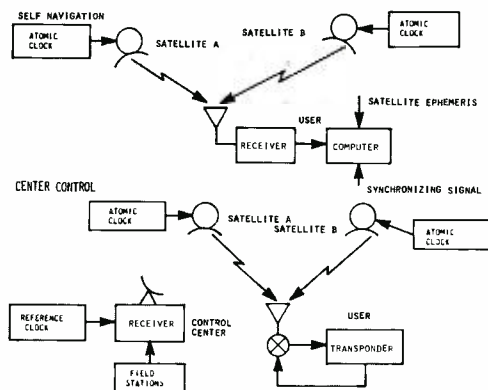 SELF NAVIGATION
ATOMIC
CLOCK
SATELLITE A
SATELLITE B
ATOMIC
CLOCK
SATELLITE EPHEMERIS
USER
RECEIVER
COMPUTER
SYNCHRONIZING SIGNAL
CENTER CONTROL
ATOMIC
CLOCK
SATELLITE A
SATELLITE B
ATOMIC
CLOCK
REFERENCE
CLOCK
RECEIVER
CONTROL
CENTER
FIELD
STATIONS
USER
TRANSPONDER